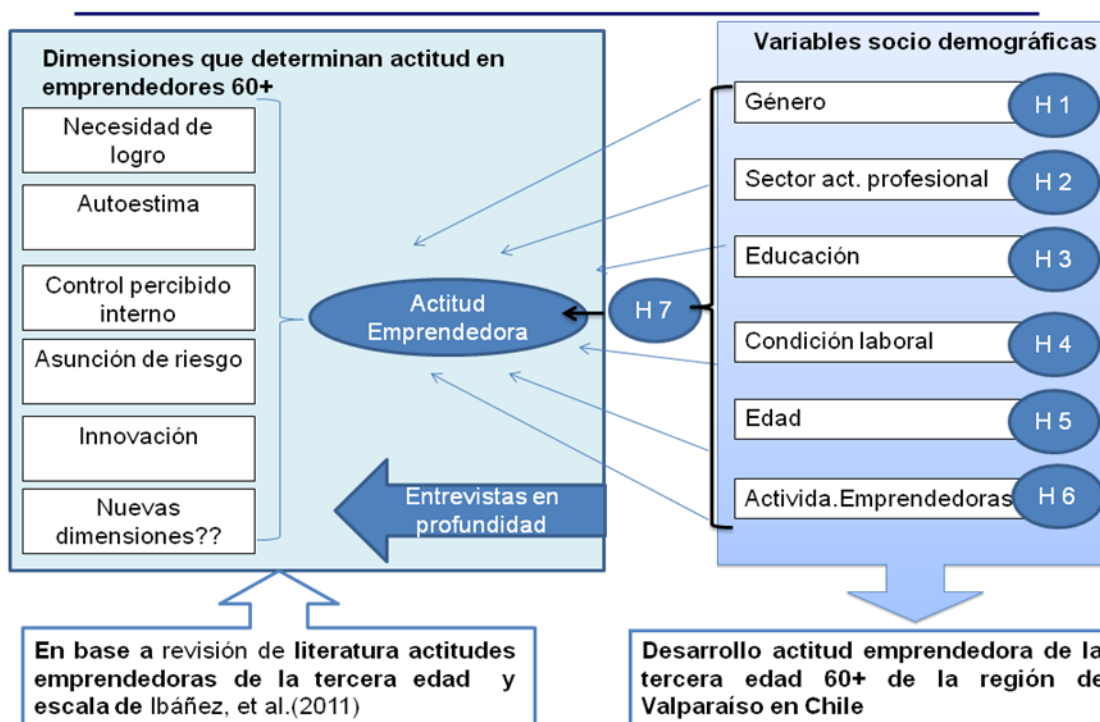 Dimensiones que determinan actitud en
emprendedores 60+
Necesidad de
logro
Autoestima
Control percibido
interno
Asunción de riesgo
Innovación
Nuevas
dimensiones??
Actitud
Emprendedora
H 7
Entrevistas en
profundidad
Variables socio demográficas
Género
H 1
Sector act. profesional
H 2
Educación
H 3
Condición laboral
H 4
Edad
H 5
Activida.Emprendedoras
H 6
En base a revisión de literatura actitudes
emprendedoras de la tercera edad y
escala de Ibáñez, et al.(2011)
Desarrollo actitud emprendedora de la
tercera edad 60+ de la región de
Valparaíso en Chile